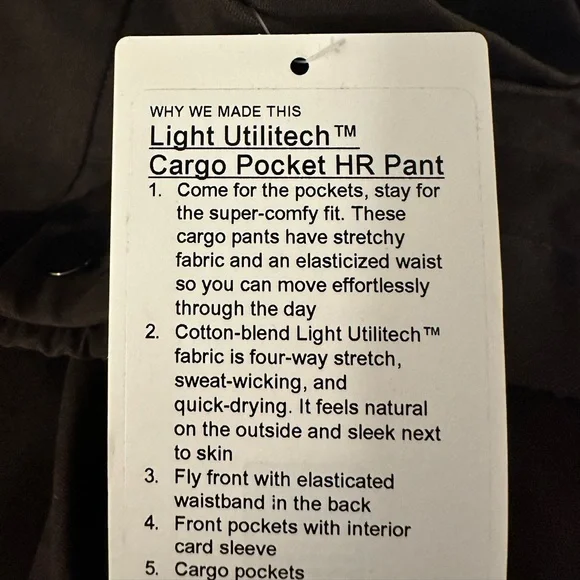 WHY WE MADE THIS
Light Utilitech™
Cargo Pocket HR Pant
1. Come for the pockets, stay for
the super-comfy fit. These
cargo pants have stretchy
fabric and an elasticized waist
so you can move effortlessly
through the day
2. Cotton-blend Light Utilitech™
fabric is four-way stretch,
sweat-wicking, and
quick-drying. It feels natural
on the outside and sleek next
to skin
3. Fly front with elasticated
waistband in the back
4. Front pockets with interior
card sleeve
5. Cargo pockets